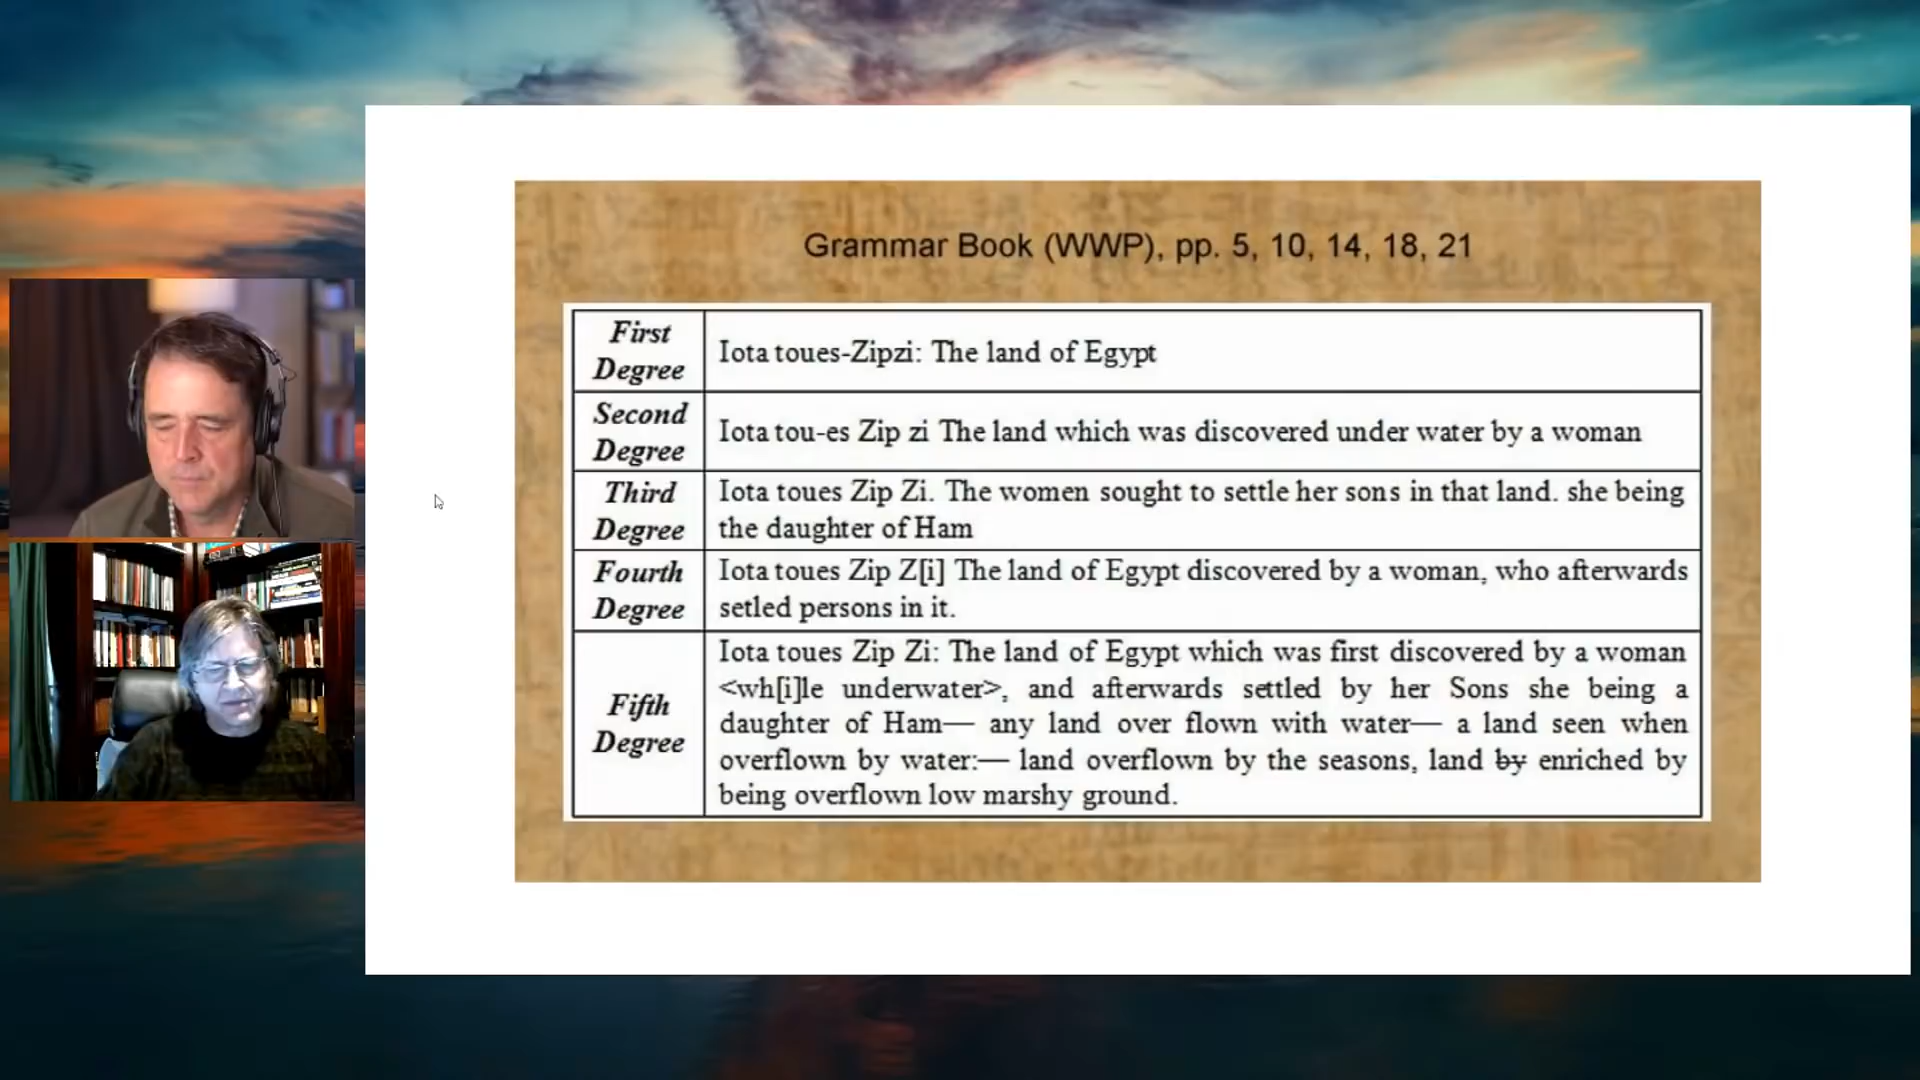 Grammar Book (WWP), pp. 5, 10, 14, 18, 21
First
Degree
Iota toues-Zipzi: The land of Egypt
Second
Degree
Iota tou-es Zip zi The land which was discovered under water by a woman
Third
Degree
Iota toues Zip Zi. The women sought to settle her sons in that land. she being
the daughter of Ham
Fourth
Degree
Iota toues Zip Z[i] The land of Egypt discovered by a woman, who afterwards
setled persons in it.
Fifth
Degree
Iota toues Zip Zi: The land of Egypt which was first discovered by a woman
<wh[i]le underwater>, and afterwards settled by her Sons she being a
daughter of Ham— any land over flown with water— a land seen when
overflown by water:— land overflown by the seasons, land by enriched by
being overflown low marshy ground.